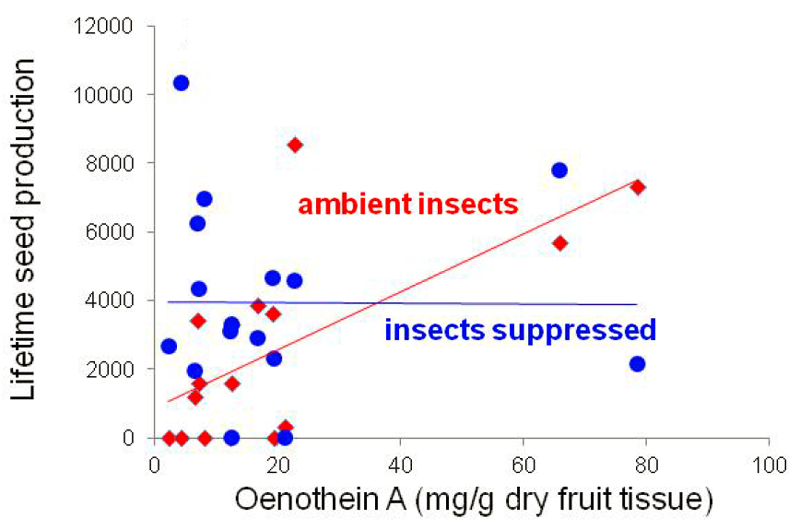 12000
10000
8000
6000
4000
2000
0
Lifetime seed production
ambient insects
insects suppressed
0 20 40 60 80 100
Oenothein A (mg/g dry fruit tissue)